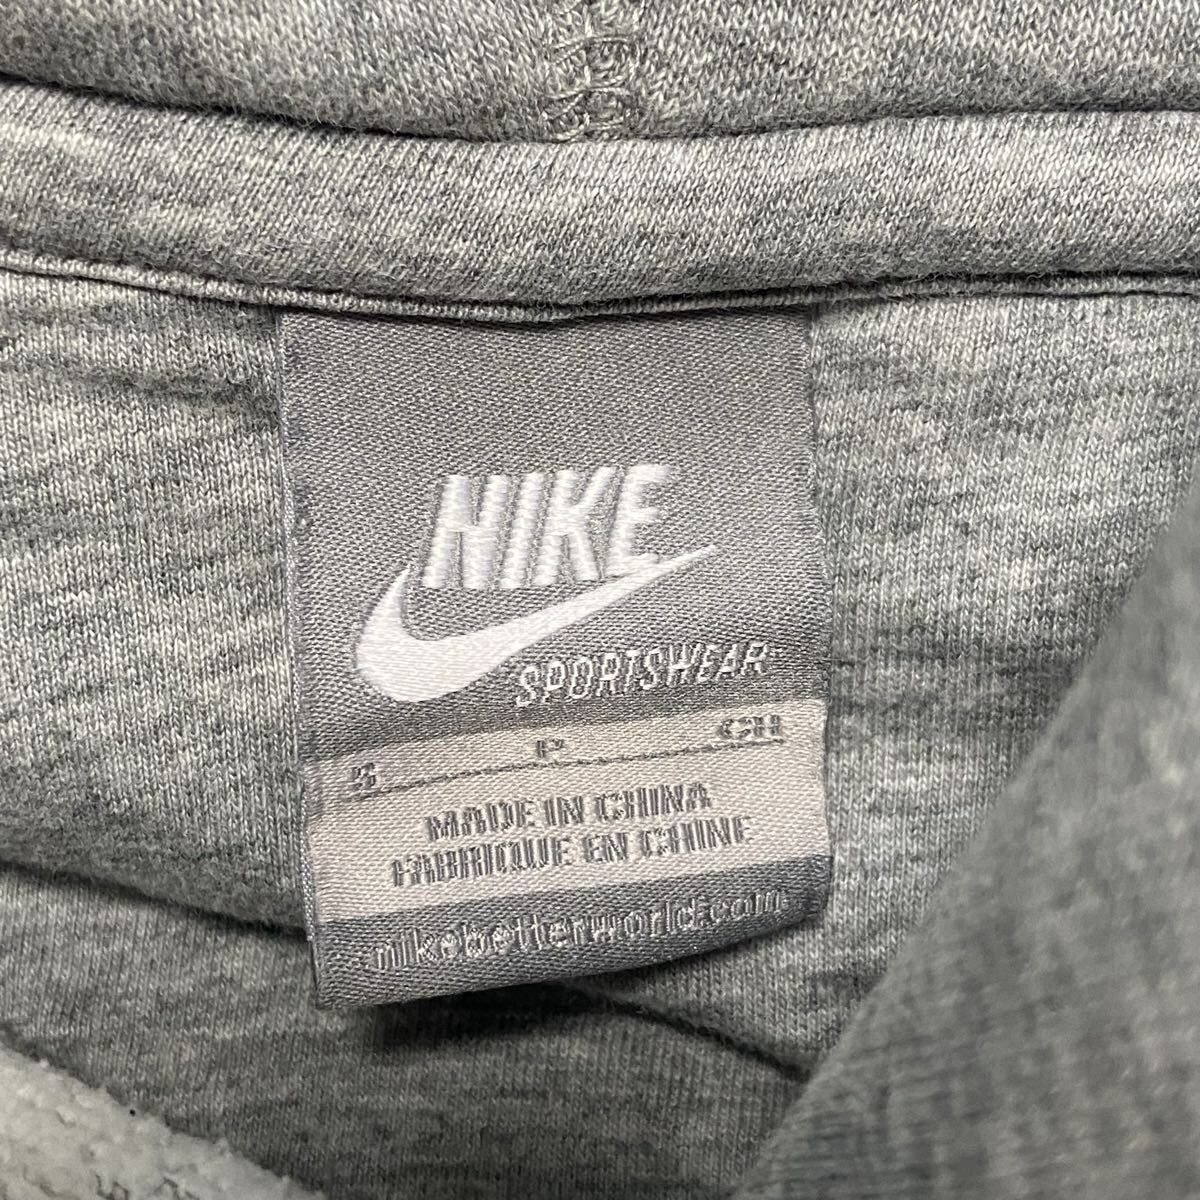 NIKE
SPORTSWEAR
S P CH
MADE IN CHINA
FABRIQUE EN CHINE
nikebetterworld.com